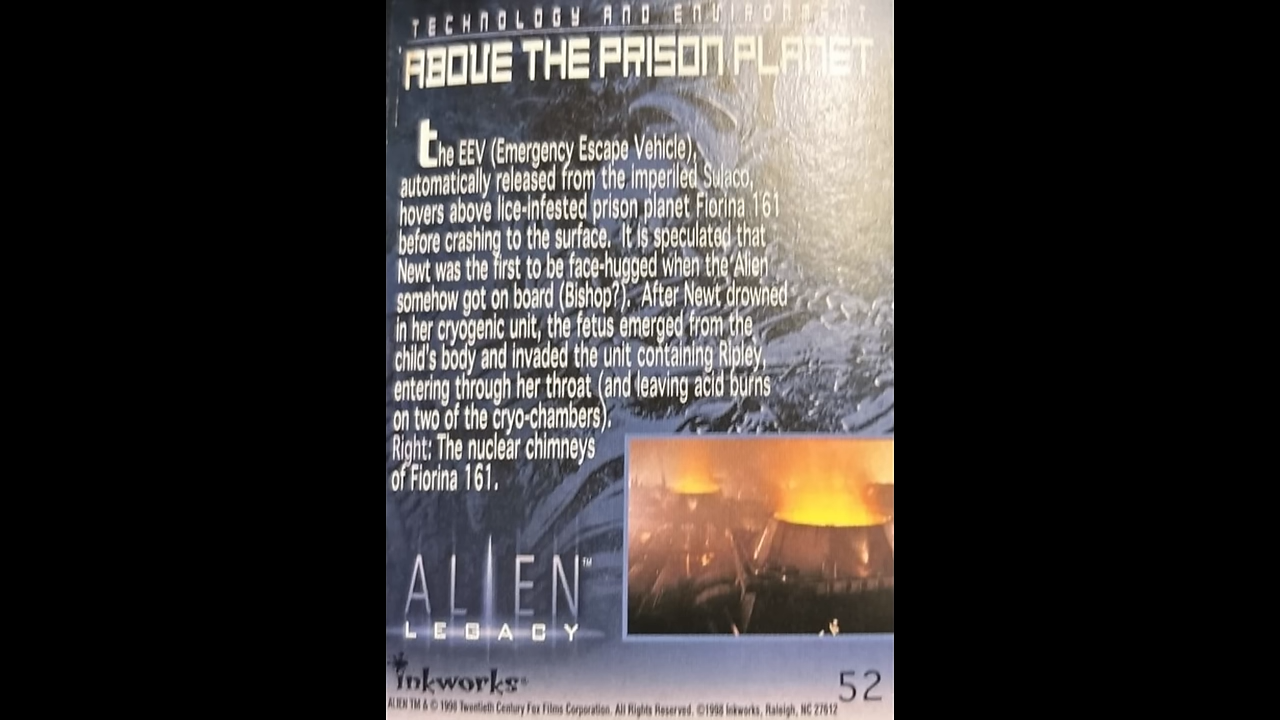 TECHNOLOGY AND ENVIRONMENT
ABOVE THE PRISON PLANET
the EEV (Emergency Escape Vehicle),
automatically released from the imperiled Sulaco,
hovers above lice-infested prison planet Fiorina 161
before crashing to the surface. It is speculated that
Newt was the first to be face-hugged when the Alien
somehow got on board (Bishop?). After Newt drowned
in her cryogenic unit, the fetus emerged from the
child's body and invaded the unit containing Ripley,
entering through her throat (and leaving acid burns
on two of the cryo-chambers).
Right: The nuclear chimneys
of Fiorina 161.
ALIEN™
LEGACY
inkworks®
52
ALIEN TM & © 1998 Twentieth Century Fox Films Corporation. All Rights Reserved. ©1998 Inkworks, Raleigh, NC 27612